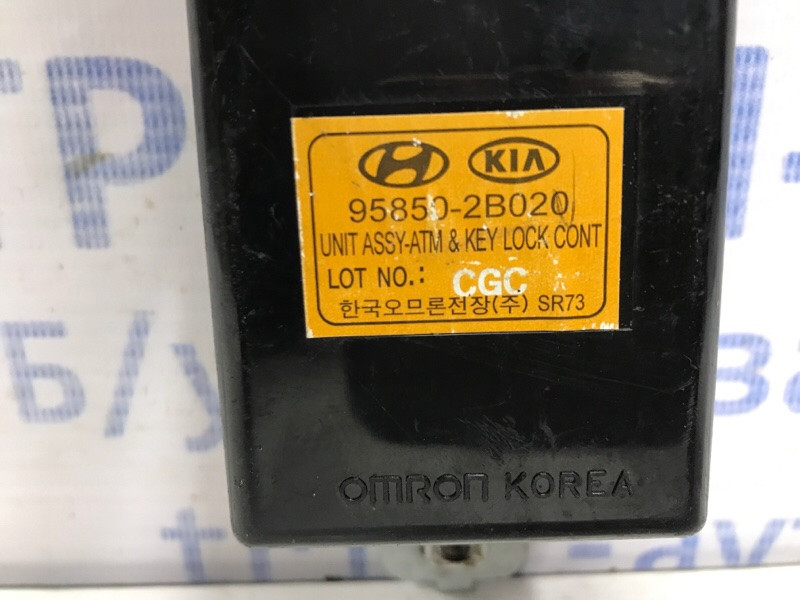 KIA
95850-2B020
UNIT ASSY-ATM & KEY LOCK CONT
LOT NO.: CGC
한국오므론전장(주) SR73
OMRON KOREA